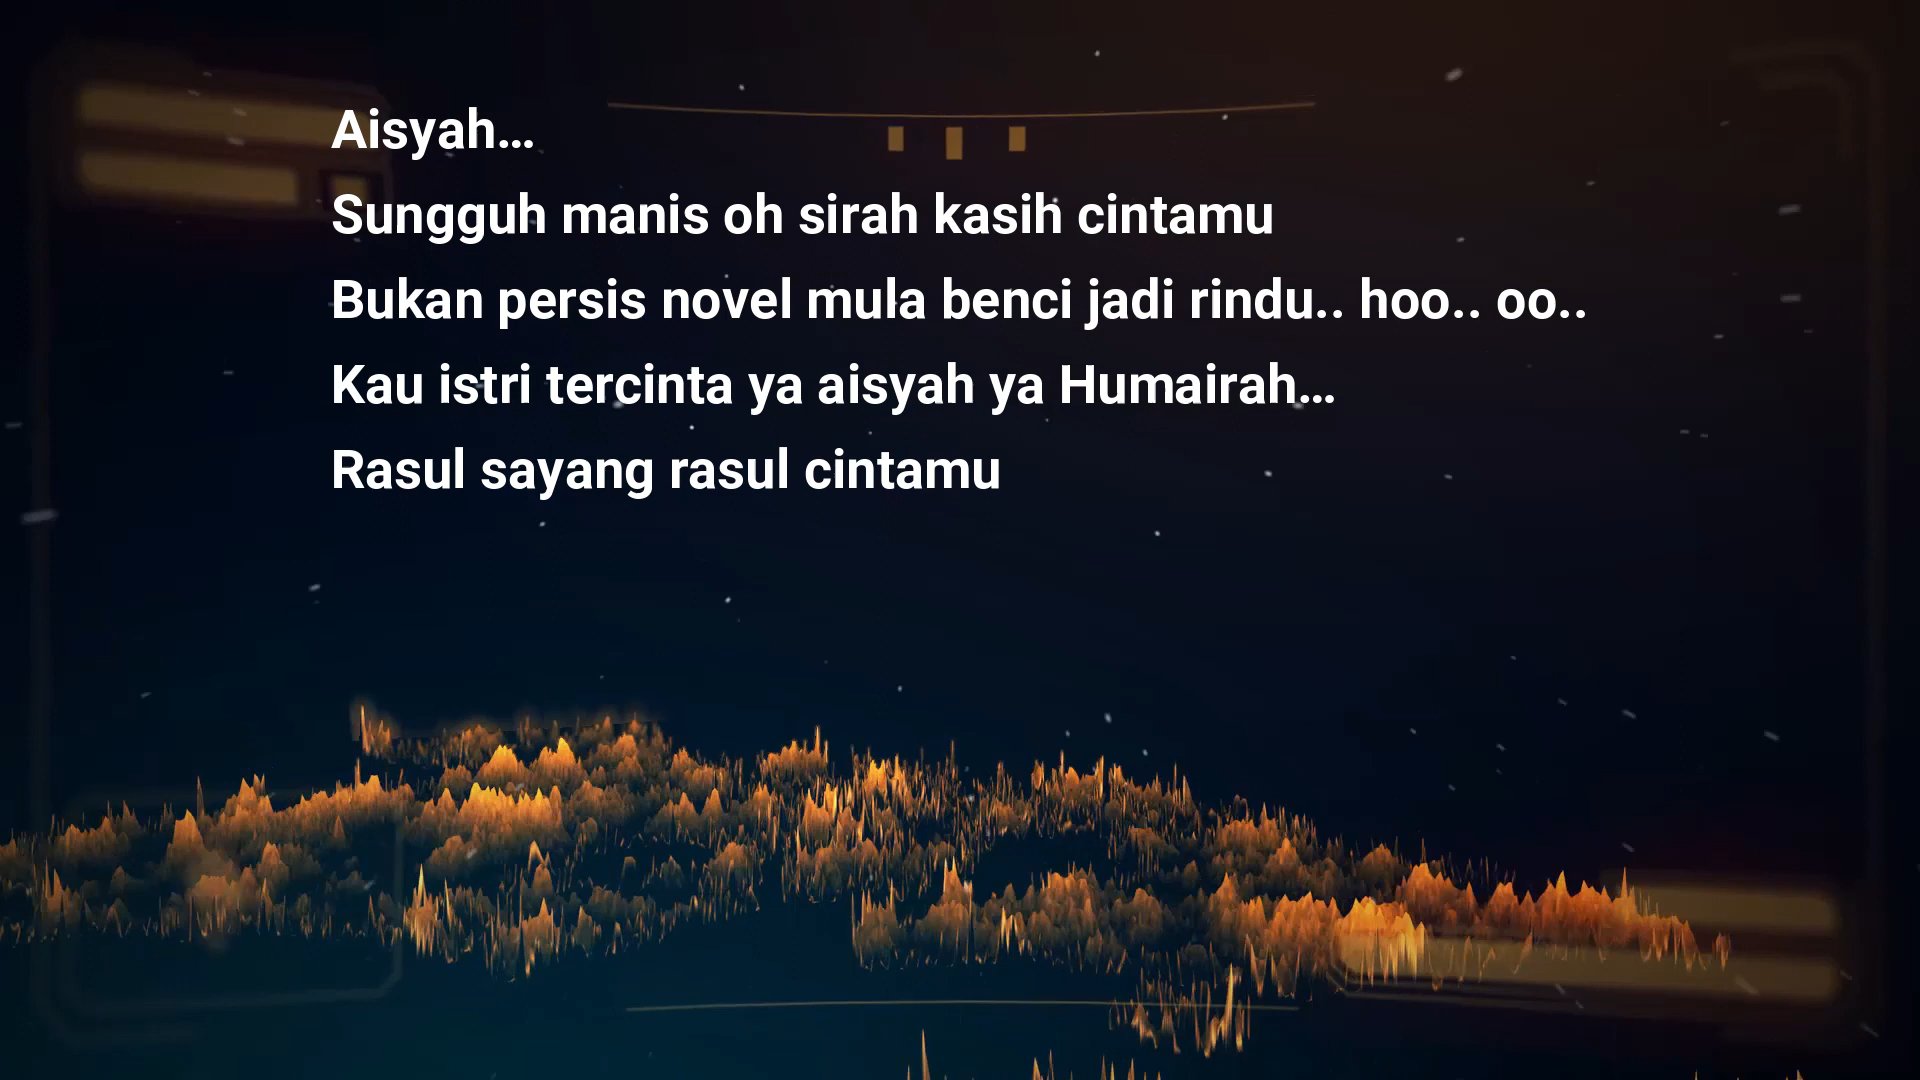 Aisyah...
Sungguh manis oh sirah kasih cintamu
Bukan persis novel mula benci jadi rindu.. hoo.. oo..
Kau istri tercinta ya aisyah ya Humairah...
Rasul sayang rasul cintamu